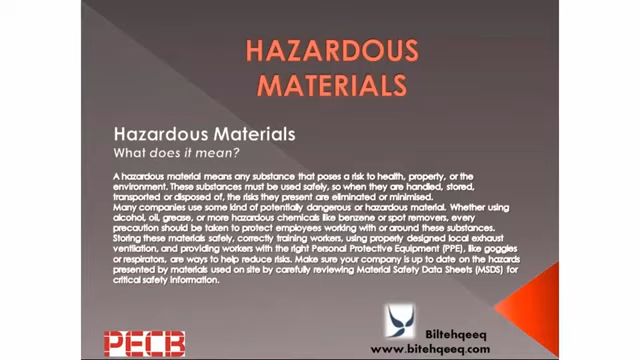 HAZARDOUS
MATERIALS
Hazardous Materials
What does it mean?
A hazardous material means any substance that poses a risk to health, property, or the
environment. These substances must be used safely, so when they are handled, stored,
transported or disposed of, the risks they present are eliminated or minimised.
Many companies use some kind of potentially dangerous or hazardous material. Whether using
alcohol, oil, grease, or more hazardous chemicals like benzene or spot removers, every
precaution should be taken to protect employees working with or around these substances.
Storing these materials safely, correctly training workers, using properly designed local exhaust
ventilation, and providing workers with the right Personal Protective Equipment (PPE), like goggles
or respirators, are ways to help reduce risks. Make sure your company is up to date on the hazards
presented by materials used on site by carefully reviewing Material Safety Data Sheets (MSDS) for
critical safety information.
PECB
Biltehqeeq
www.bitehqeeq.com